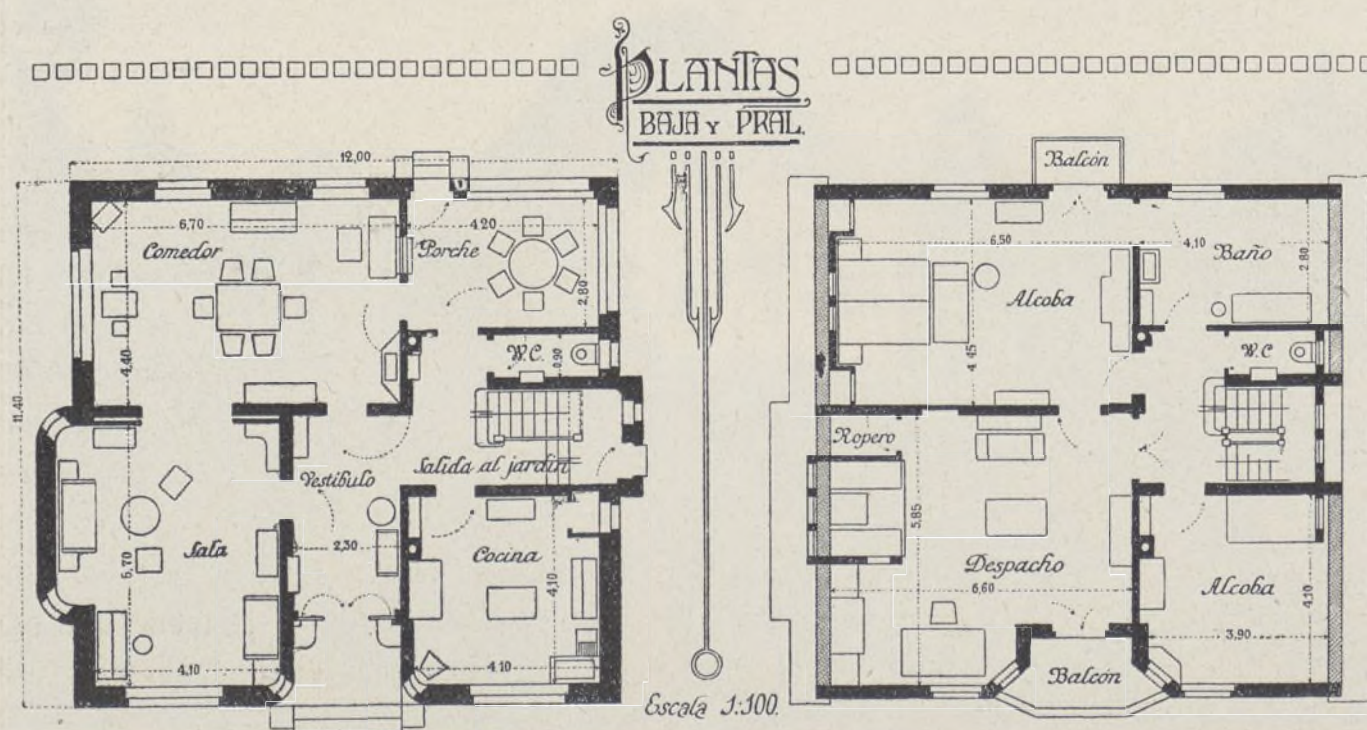 PLANTAS
BAJA Y PRAL.
12,00
11.40
6,70
Comedor
4,20
Porche
2,80
4,40
W.C.
0.90
Salida al jardín
Vestíbulo
Sala
5,70
2,30
Cocina
4,10
4,10
4.10
Escala 1:100.
Balcón
6,50
4,10
Baño
2.80
Alcoba
4.45
W.C
Ropero
5,85
Despacho
6,60
Alcoba
4,10
3,90
Balcón